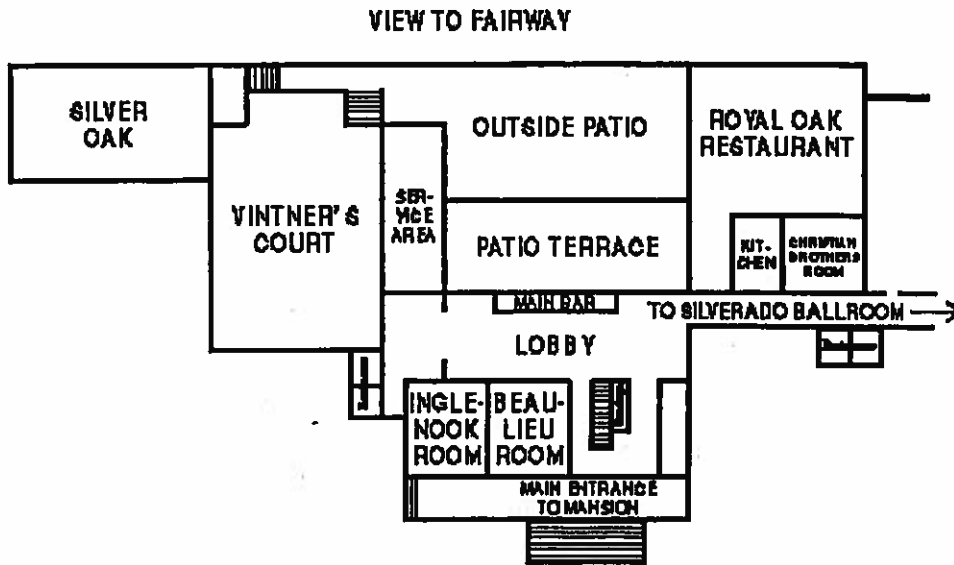 VIEW TO FAIRWAY
SILVER
OAK
VINTNER'S
COURT
SER-
VICE
AREA
OUTSIDE PATIO
PATIO TERRACE
ROYAL OAK
RESTAURANT
KIT-
CHEN
CHRISTIAN
BROTHERS
ROOM
MAIN BAR
TO SILVERADO BALLROOM
LOBBY
INGLE-
NOOK
ROOM
BEAU-
LIEU
ROOM
MAIN ENTRANCE
TO MANSION